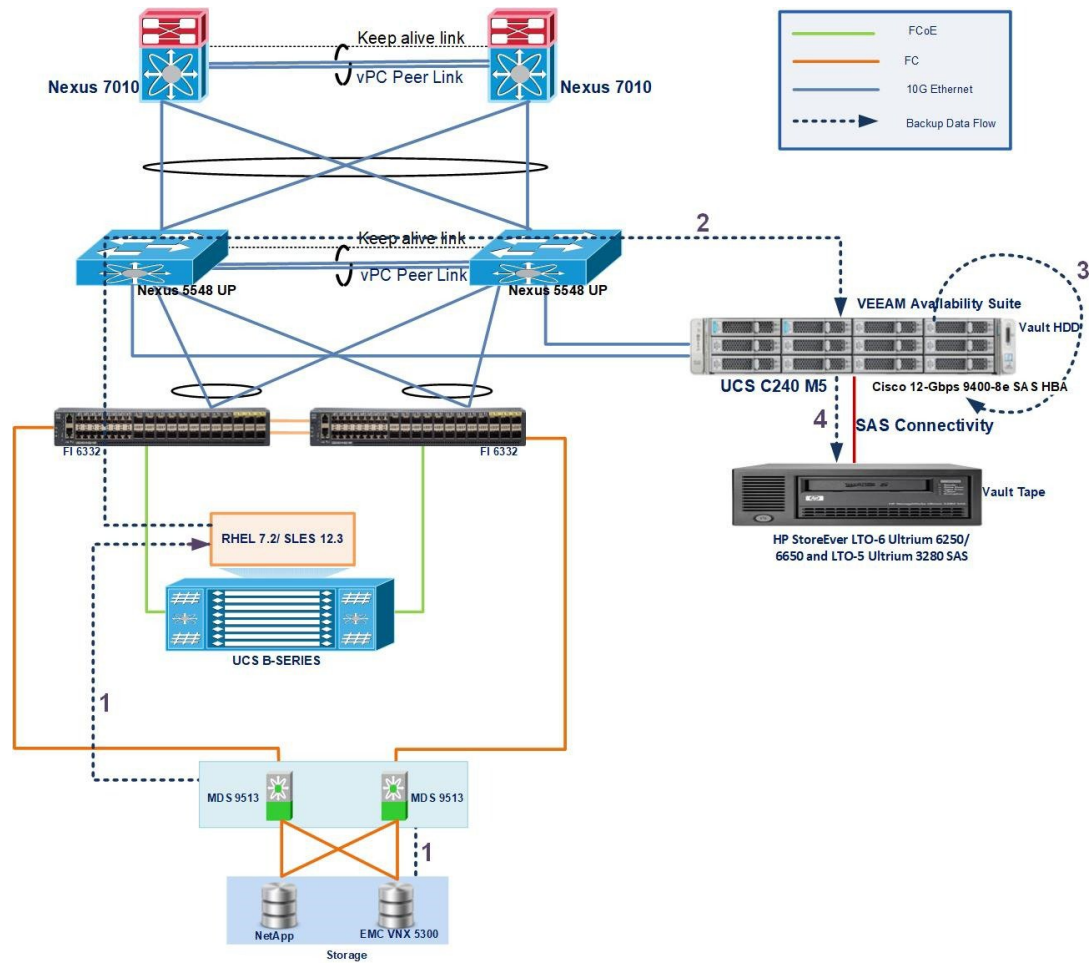 Keep alive link
vPC Peer Link
Nexus 7010
Nexus 7010
FCoE
FC
10G Ethernet
Backup Data Flow
Keep alive link
vPC Peer Link
Nexus 5548 UP
Nexus 5548 UP
2
3
VEEAM Availability Suite
Vault HDD
UCS C240 M5
Cisco 12-Gbps 9400-8e SAS HBA
4
SAS Connectivity
FI 6332
FI 6332
Vault Tape
HP StoreEver LTO-6 Ultrium 6250/
6650 and LTO-5 Ultrium 3280 SAS
RHEL 7.2/ SLES 12.3
UCS B-SERIES
1
MDS 9513
MDS 9513
1
NetApp
EMC VNX 5300
Storage